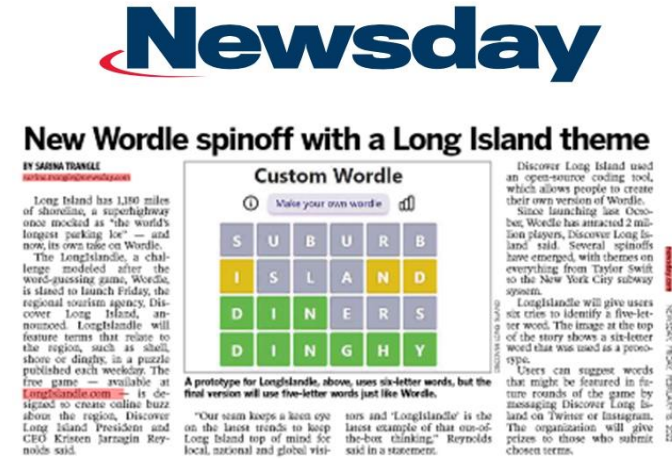 Newsday
New Wordle spinoff with a Long Island theme
BY SARINA TRANGLE
sarina.trangle@newsday.com
Long Island has 1,180 miles
of shoreline, a superhighway
once mocked as "the world's
longest parking lot" — and
now, its own take on Wordle.
The LongIslandle, a chal-
lenge modeled after the
word-guessing game, Wordle,
is slated to launch Friday, the
regional tourism agency, Dis-
cover Long Island, an-
nounced. LongIslandle will
feature terms that relate to
the region, such as shell,
shore or dinghy, in a puzzle
published each weekday. The
free game — available at
LongIslandle.com — is de-
signed to create online buzz
about the region, Discover
Long Island President and
CEO Kristen Jarnagin Rey-
nolds said.
Custom Wordle
Make your own wordle
S U B U R B
I S L A N D
D I N E R S
D I N G H Y
DISCOVER LONG ISLAND
A prototype for LongIslandle, above, uses six-letter words, but the
final version will use five-letter words just like Wordle.
"Our team keeps a keen eye
on the latest trends to keep
Long Island top of mind for
local, national and global visi-
tors and 'LongIslandle' is the
latest example of that out-of-
the-box thinking," Reynolds
said in a statement.
Discover Long Island used
an open-source coding tool,
which allows people to create
their own version of Wordle.
Since launching last Octo-
ber, Wordle has attracted 2 mil-
lion players, Discover Long Is-
land said. Several spinoffs
have emerged, with themes on
everything from Taylor Swift
to the New York City subway
system.
LongIslandle will give users
six tries to identify a five-let-
ter word. The image at the top
of the story shows a six-letter
word that was used as a proto-
type.
Users can suggest words
that might be featured in fu-
ture rounds of the game by
messaging Discover Long Is-
land on Twitter or Instagram.
The organization will give
prizes to those who submit
chosen terms.